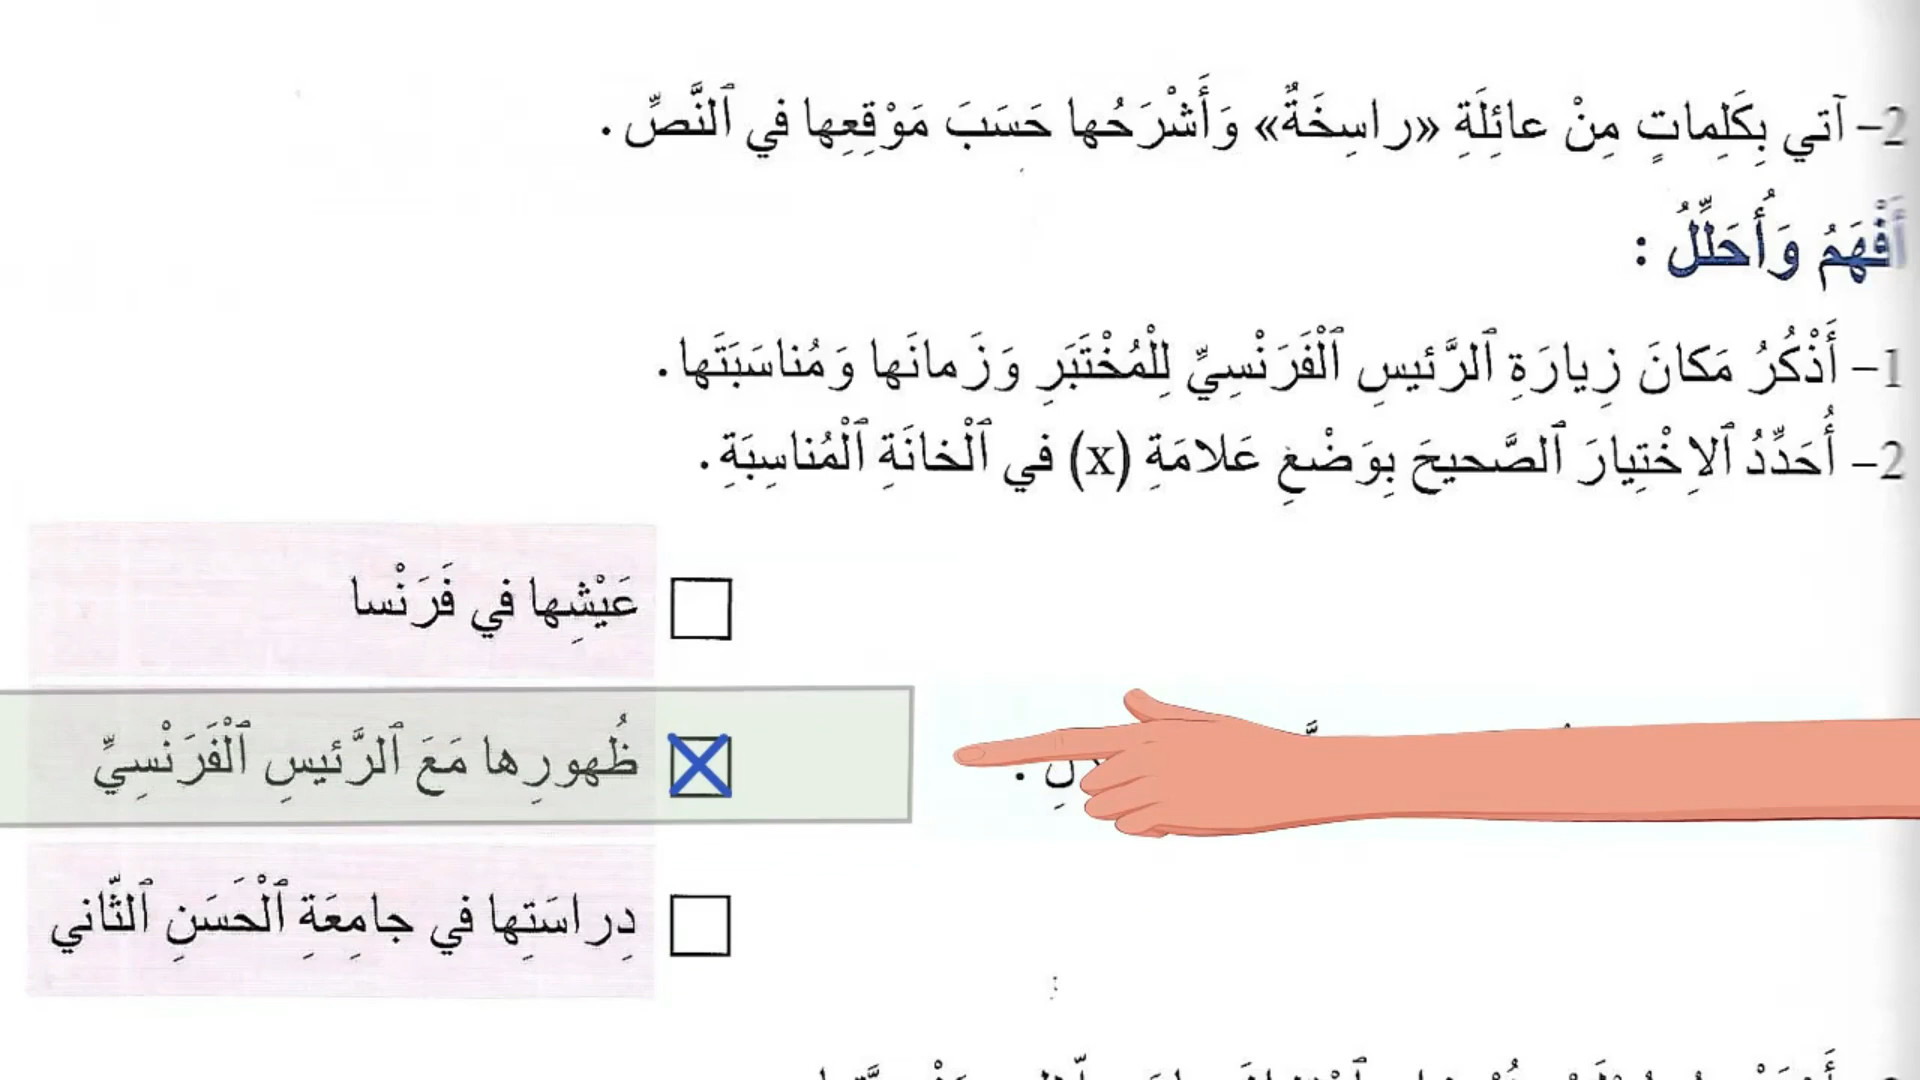 2- آتي بِكَلِماتٍ مِنْ عائِلَةِ «راسِخَةٌ» وَأَشْرَحُها حَسَبَ مَوْقِعِها في ٱلنَّصِّ.
أَفْهَمُ وَأُحَلِّلُ :
1- أَذْكُرُ مَكانَ زِيارَةِ ٱلرَّئيسِ ٱلْفَرَنْسِيِّ لِلْمُخْتَبَرِ وَزَمانَها وَمُناسَبَتَها.
2- أُحَدِّدُ ٱلاِخْتِيارَ ٱلصَّحيحَ بِوَضْعِ عَلامَةِ (x) في ٱلْخانَةِ ٱلْمُناسِبَةِ.
عَيْشِها في فَرَنْسا
ظُهورِها مَعَ ٱلرَّئيسِ ٱلْفَرَنْسِيِّ
دِراسَتِها في جامِعَةِ ٱلْحَسَنِ ٱلثّاني